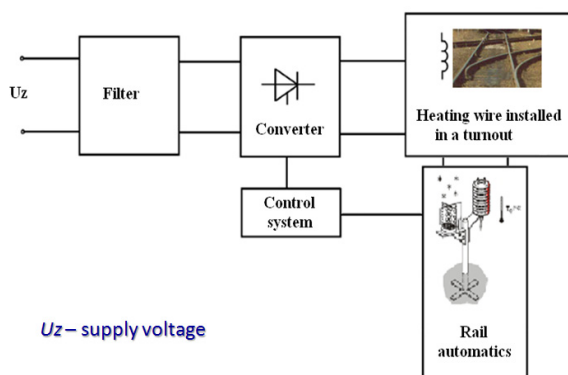 Uz
Filter
Converter
Heating wire installed
in a turnout
Control
system
Rail
automatics
Uz – supply voltage